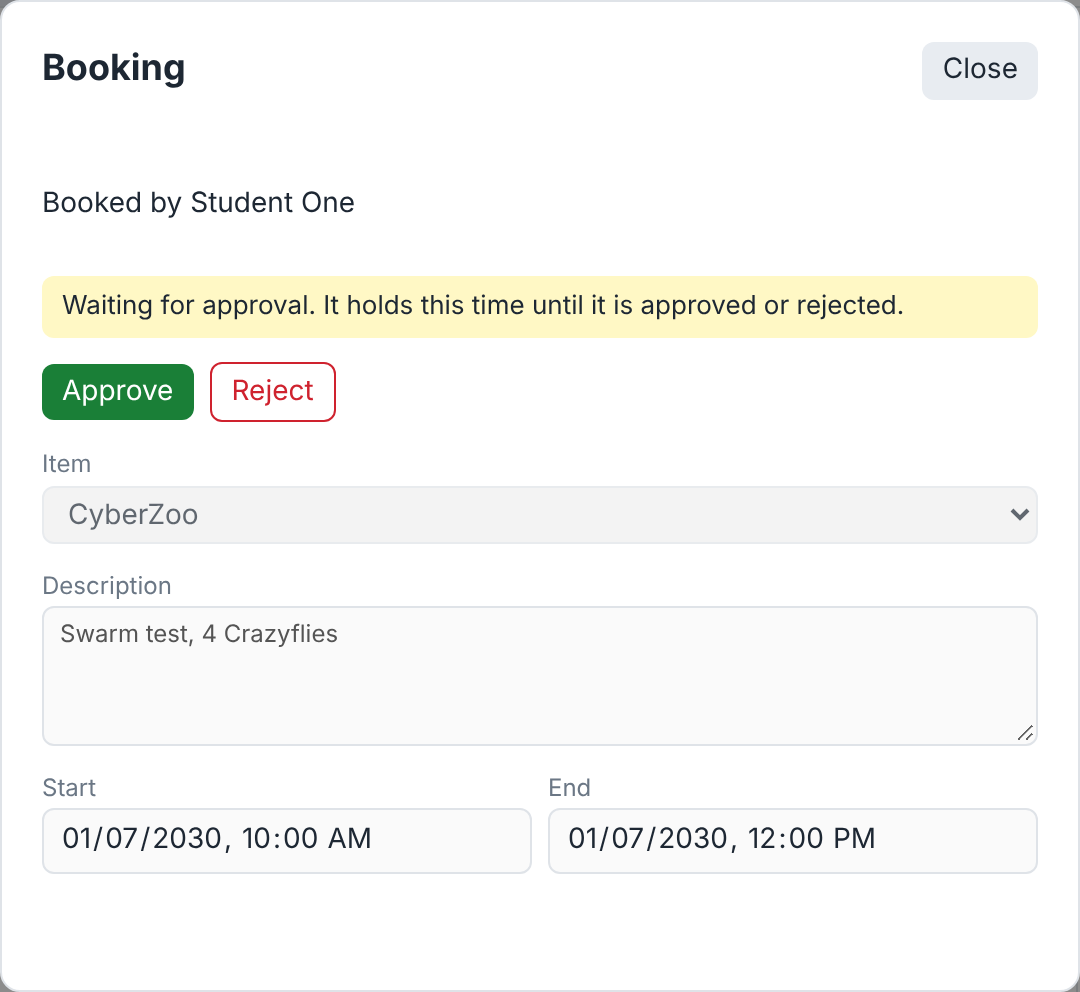 Booking
Close
Booked by Student One
Waiting for approval. It holds this time until it is approved or rejected.
Approve
Reject
Item
CyberZoo
Description
Swarm test, 4 Crazyflies
Start
End
01/07/2030, 10:00 AM
01/07/2030, 12:00 PM